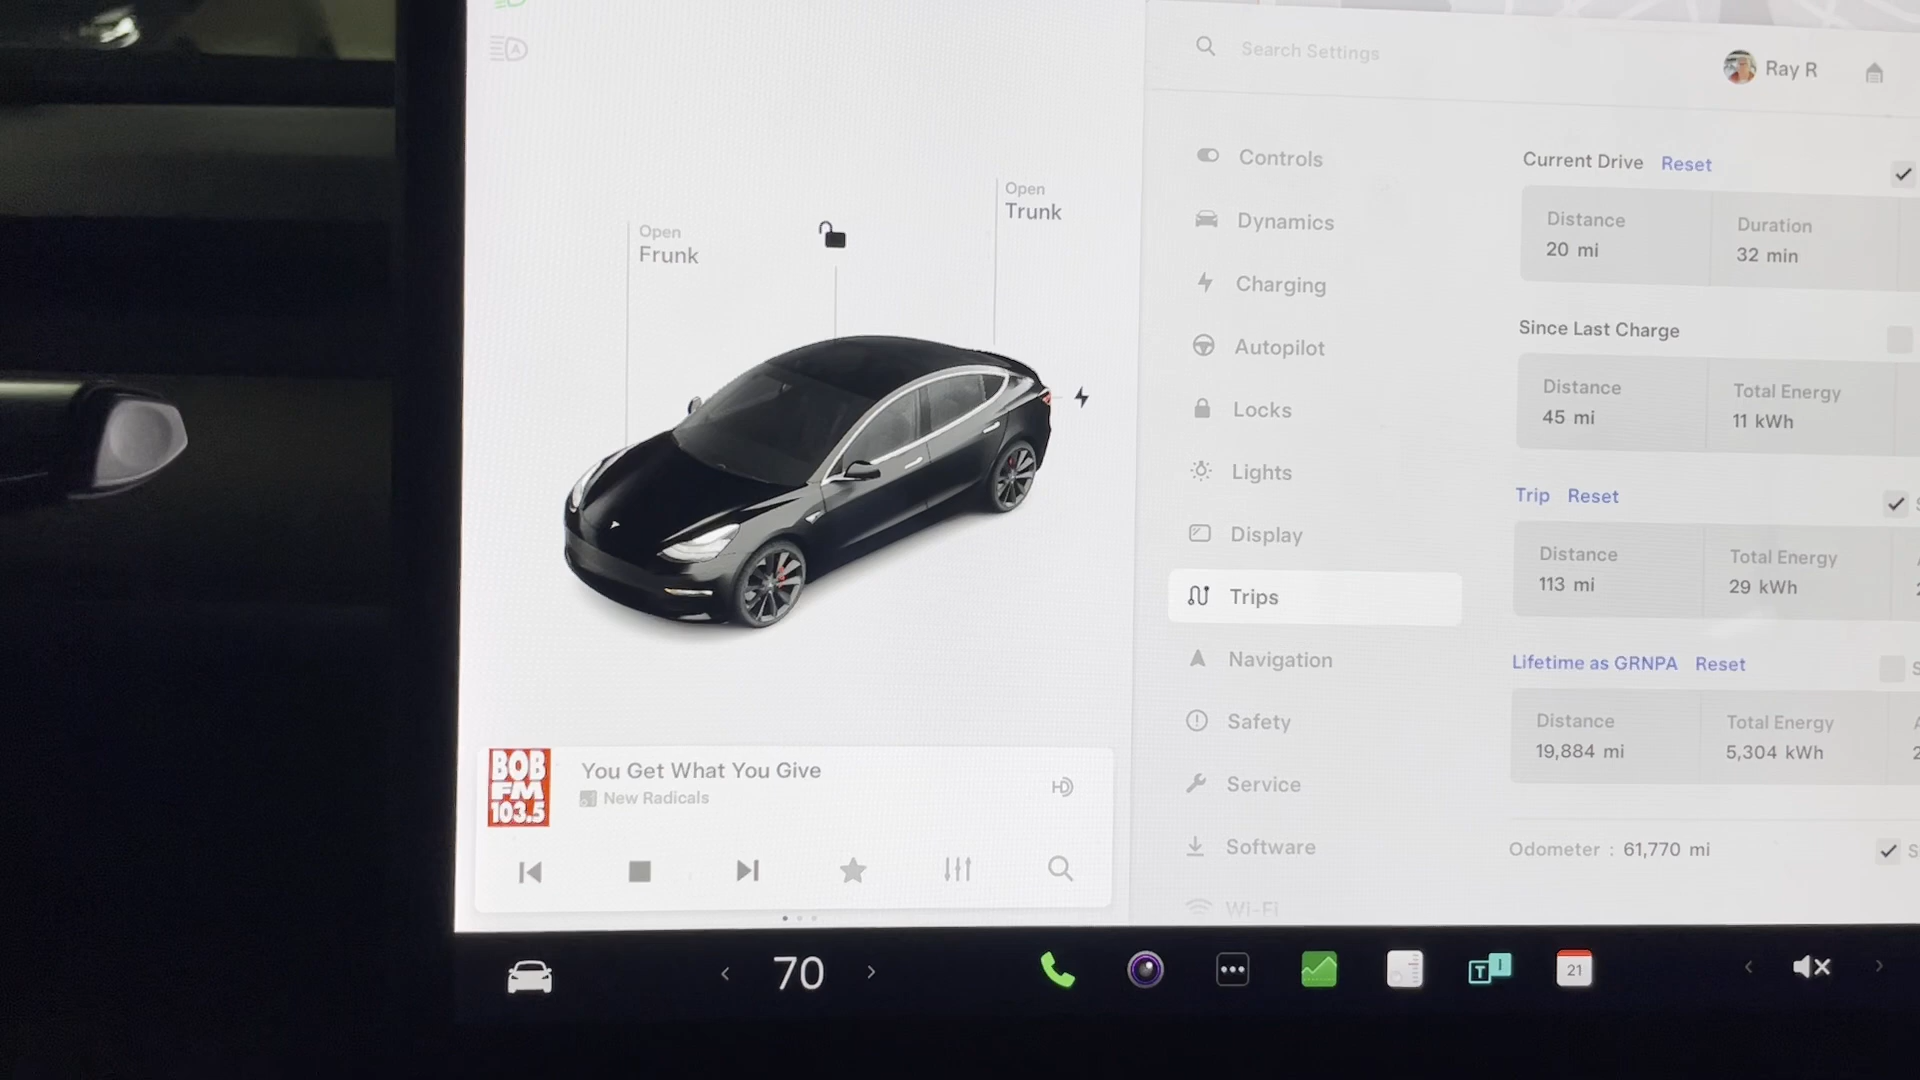 Search Settings
Ray R
Open
Frunk
Open
Trunk
Controls
Dynamics
Charging
Autopilot
Locks
Lights
Display
Trips
Navigation
Safety
Service
Software
Wi-Fi
Current Drive Reset
Distance
20 mi
Duration
32 min
Since Last Charge
Distance
45 mi
Total Energy
11 kWh
Trip Reset
Distance
113 mi
Total Energy
29 kWh
Lifetime as GRNPA Reset
Distance
19,884 mi
Total Energy
5,304 kWh
Odometer : 61,770 mi
BOB
FM
103.5
You Get What You Give
New Radicals
HD
70
T I
21